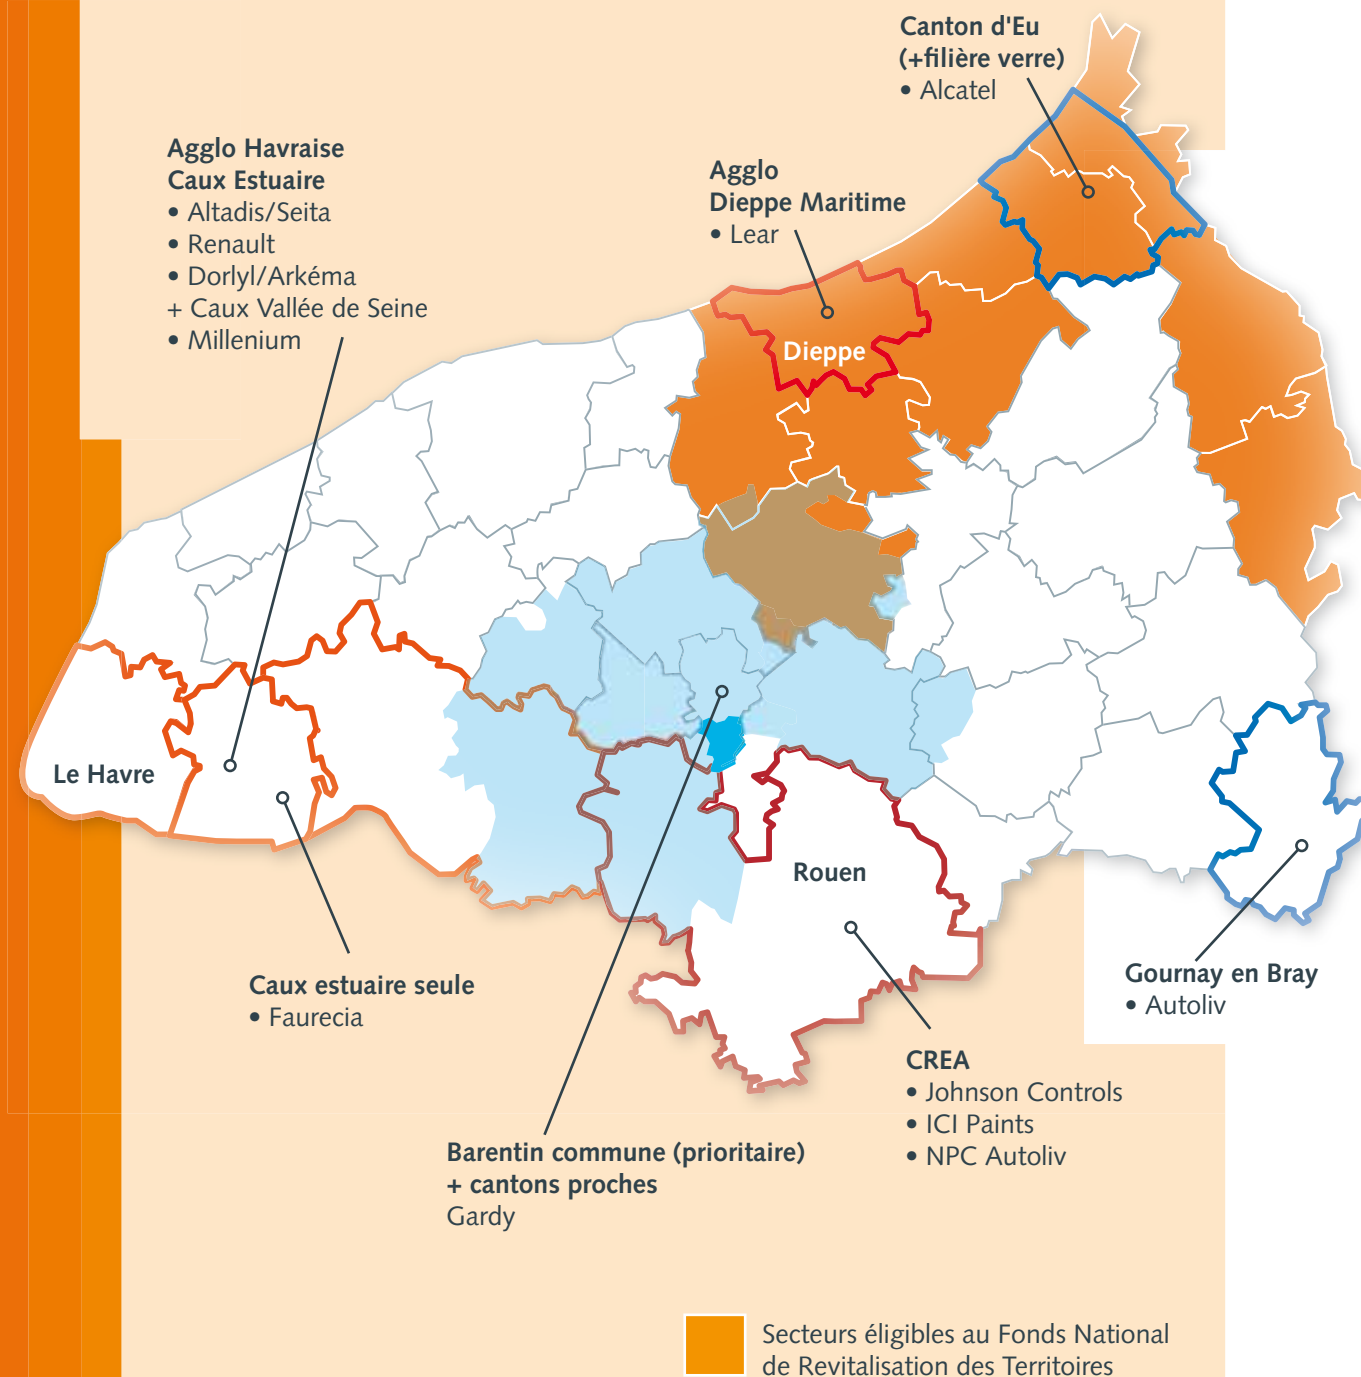 Canton d'Eu
(+filière verre)
• Alcatel
Agglo Havraise
Caux Estuaire
• Altadis/Seita
• Renault
• Dorlyl/Arkéma
+ Caux Vallée de Seine
• Millenium
Agglo
Dieppe Maritime
• Lear
Dieppe
Le Havre
Rouen
Caux estuaire seule
• Faurecia
Gournay en Bray
• Autoliv
CREA
• Johnson Controls
• ICI Paints
• NPC Autoliv
Barentin commune (prioritaire)
+ cantons proches
Gardy
Secteurs éligibles au Fonds National
de Revitalisation des Territoires